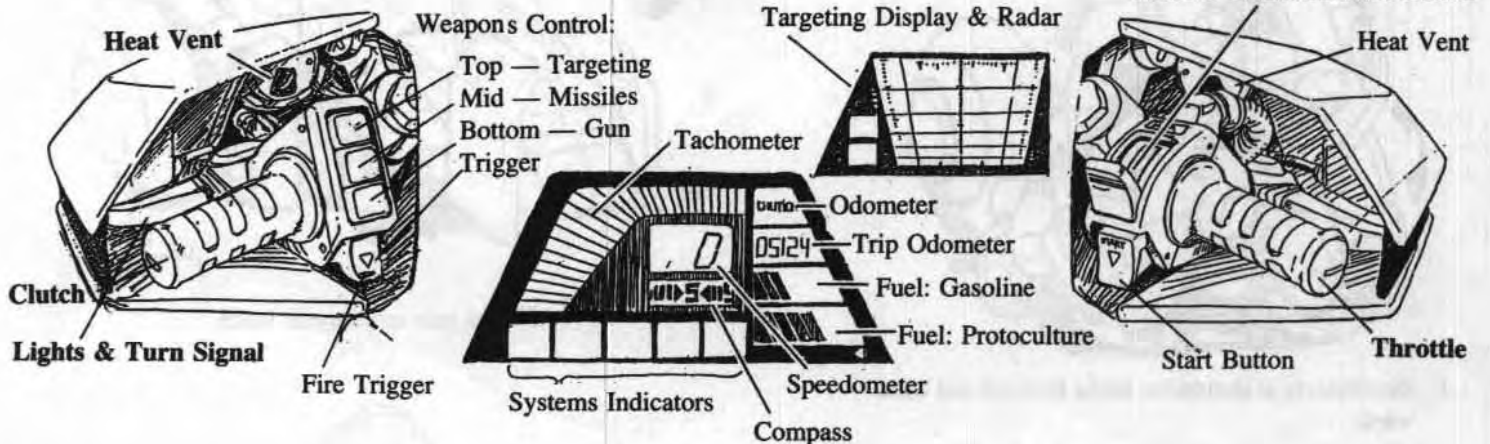 Heat Vent
Weapons Control:
Top — Targeting
Mid — Missiles
Bottom — Gun
Trigger
Clutch
Lights & Turn Signal
Fire Trigger
Targeting Display & Radar
Tachometer
Odometer
05124
Trip Odometer
0
Fuel: Gasoline
S
Fuel: Protoculture
Speedometer
Systems Indicators
Compass
Heat Vent
START
Start Button
Throttle